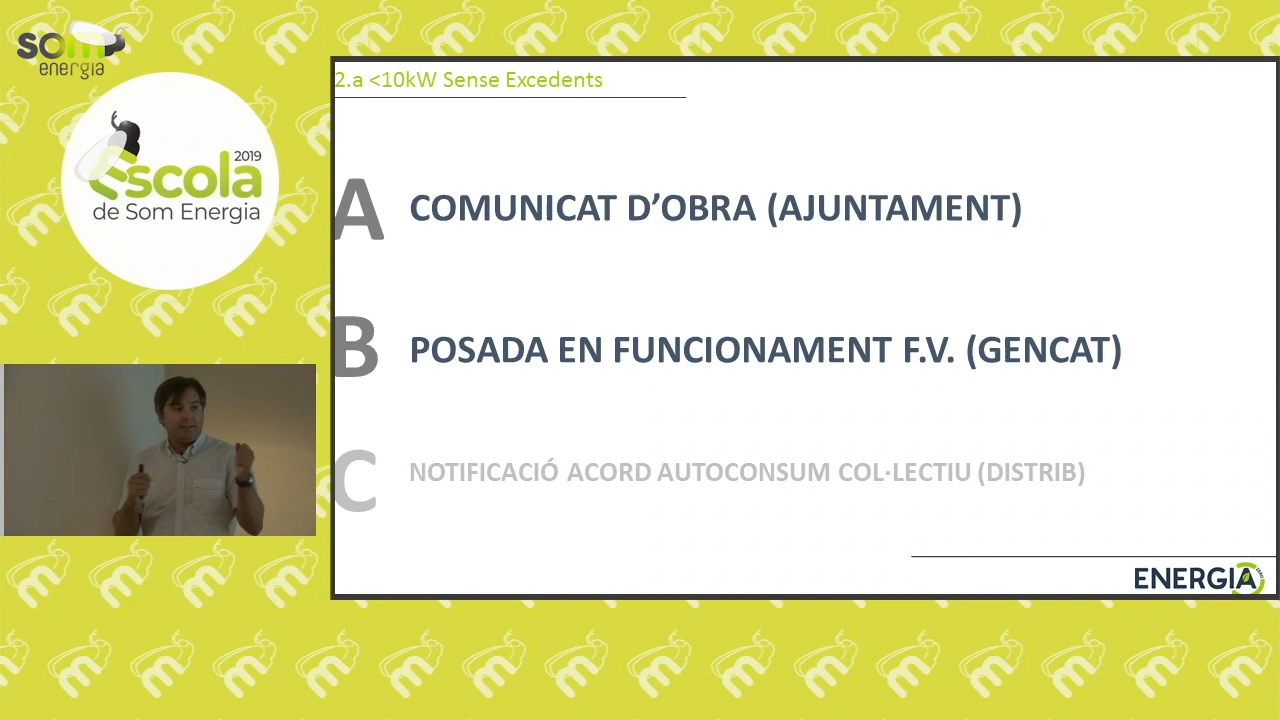 som
energia
2019
Escola
de Som Energia
2.a <10kW Sense Excedents
A COMUNICAT D’OBRA (AJUNTAMENT)
B POSADA EN FUNCIONAMENT F.V. (GENCAT)
C NOTIFICACIÓ ACORD AUTOCONSUM COL·LECTIU (DISTRIB)
ENERGIA